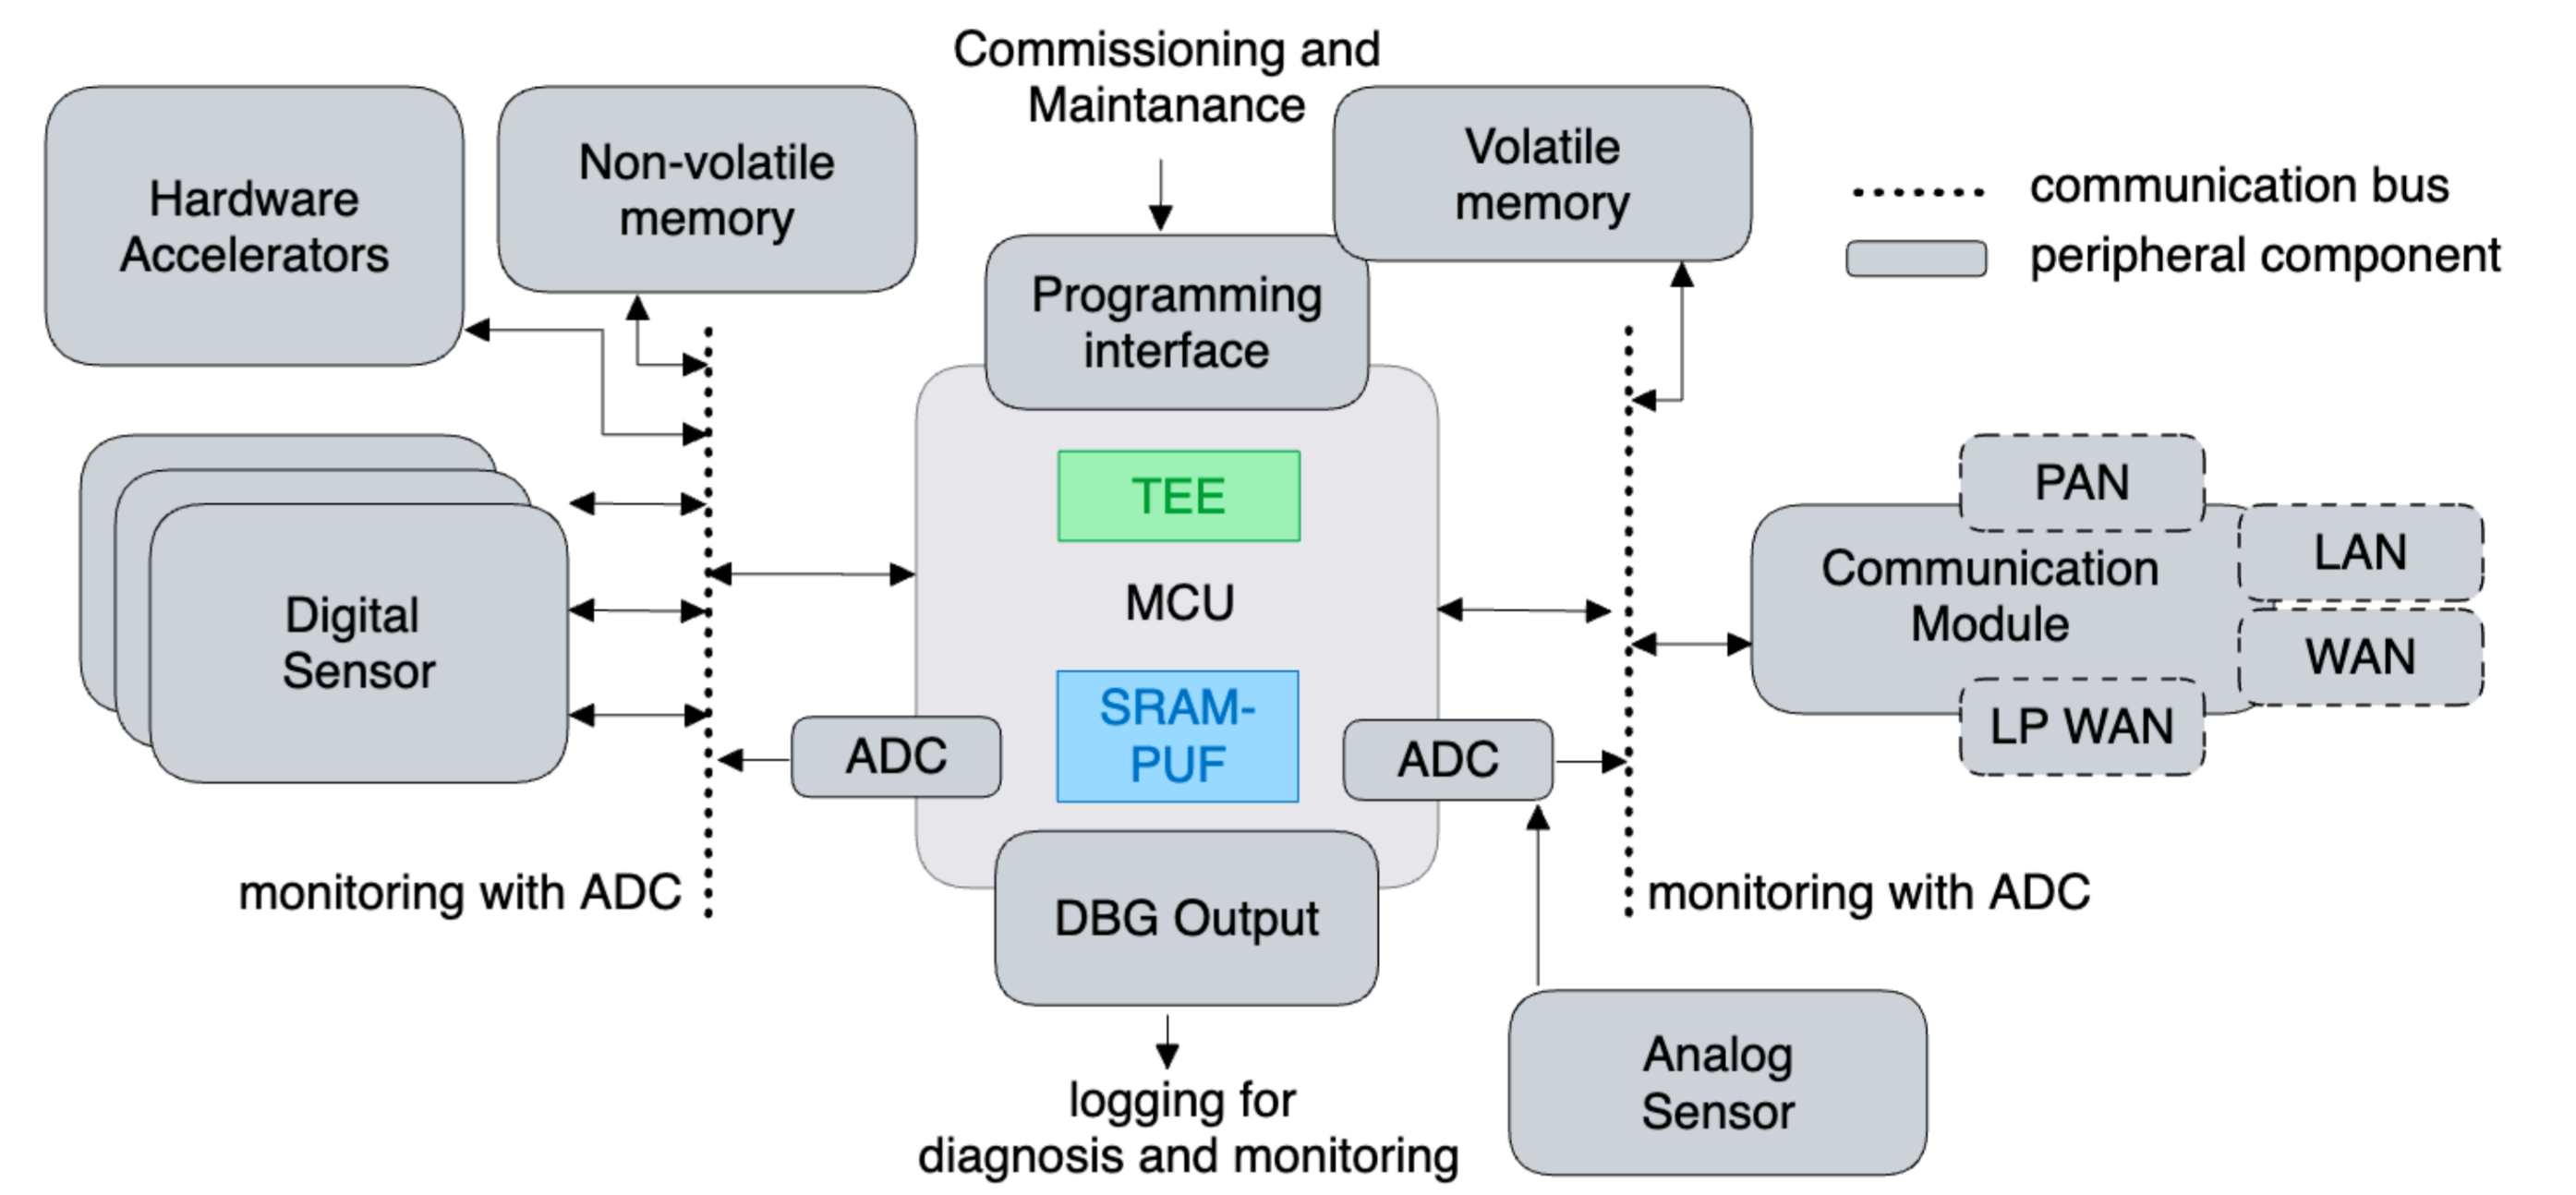 Commissioning and
Maintanance
Hardware
Accelerators
Non-volatile
memory
Volatile
memory
communication bus
peripheral component
Programming
interface
TEE
MCU
SRAM-
PUF
Digital
Sensor
PAN
LAN
Communication
Module
WAN
LP WAN
ADC
ADC
monitoring with ADC
monitoring with ADC
DBG Output
Analog
Sensor
logging for
diagnosis and monitoring